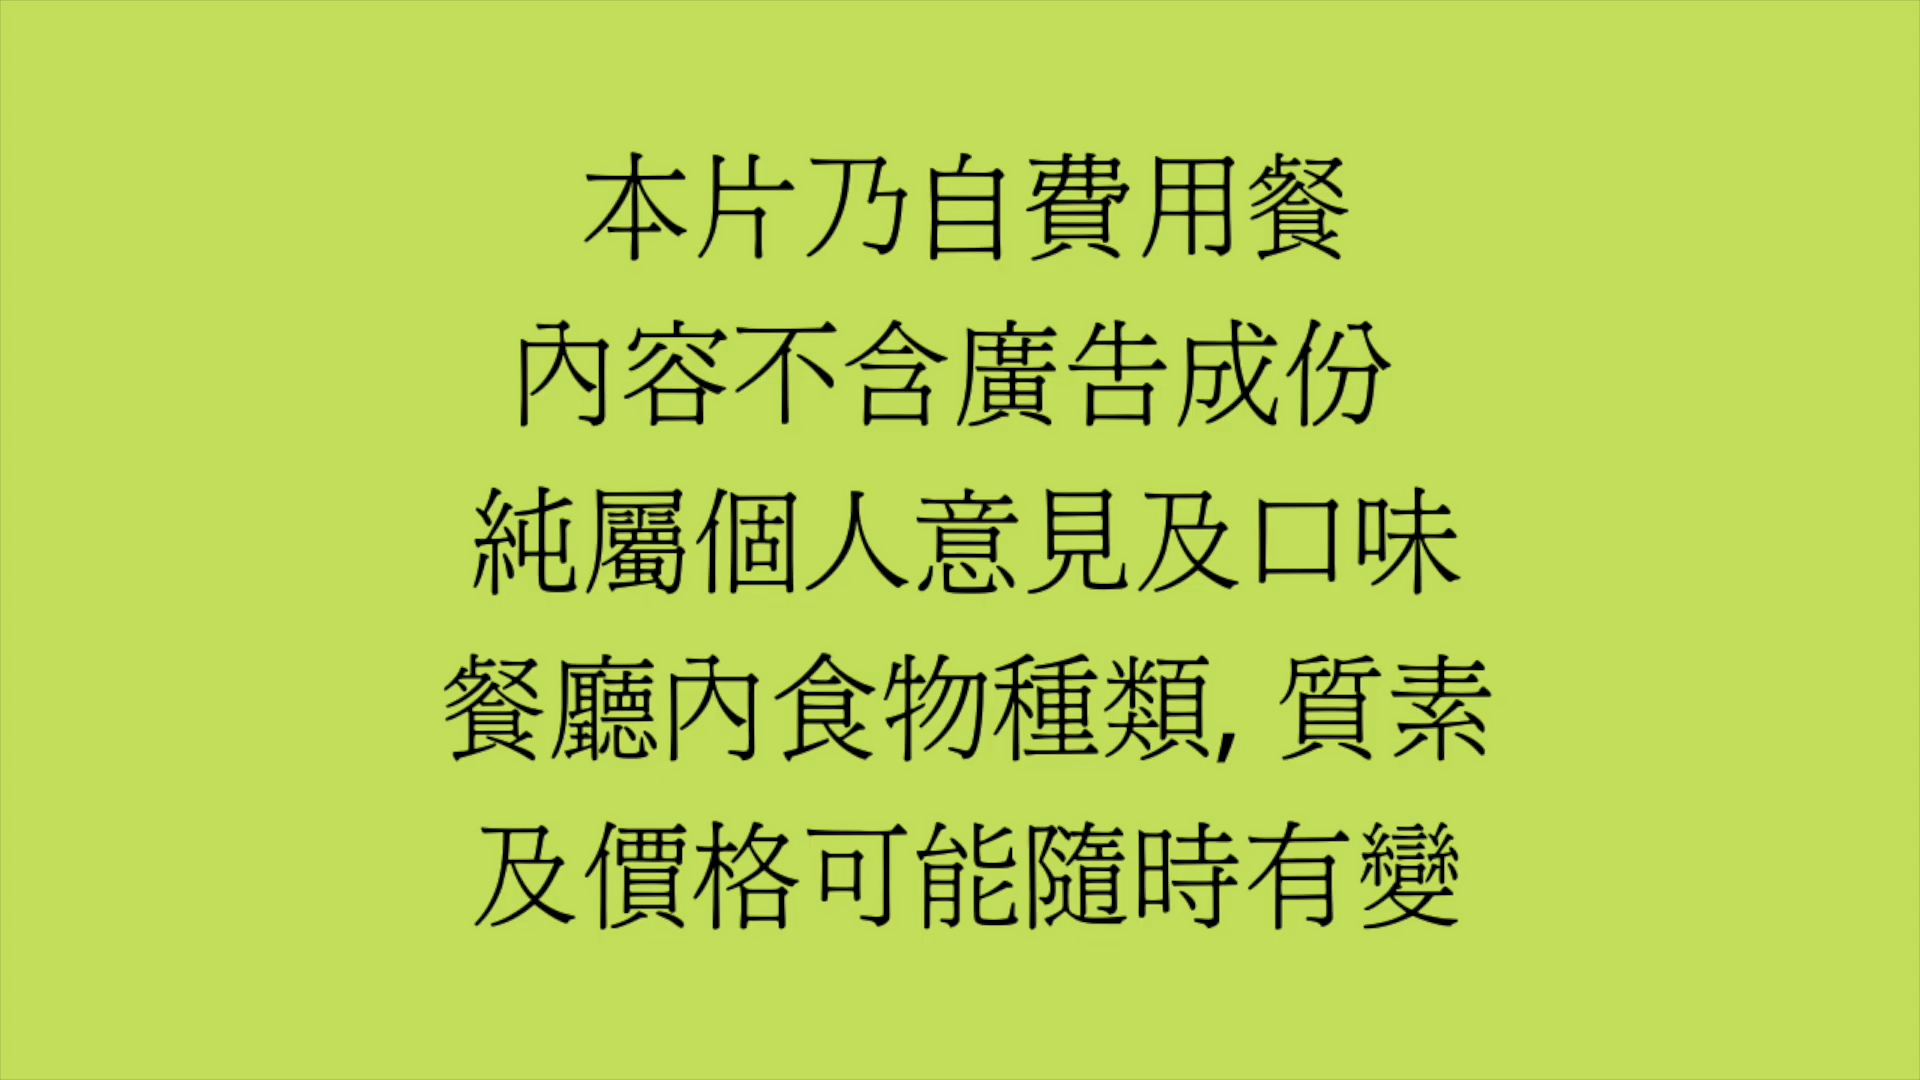 本片乃自費用餐
內容不含廣告成份
純屬個人意見及口味
餐廳內食物種類, 質素
及價格可能隨時有變